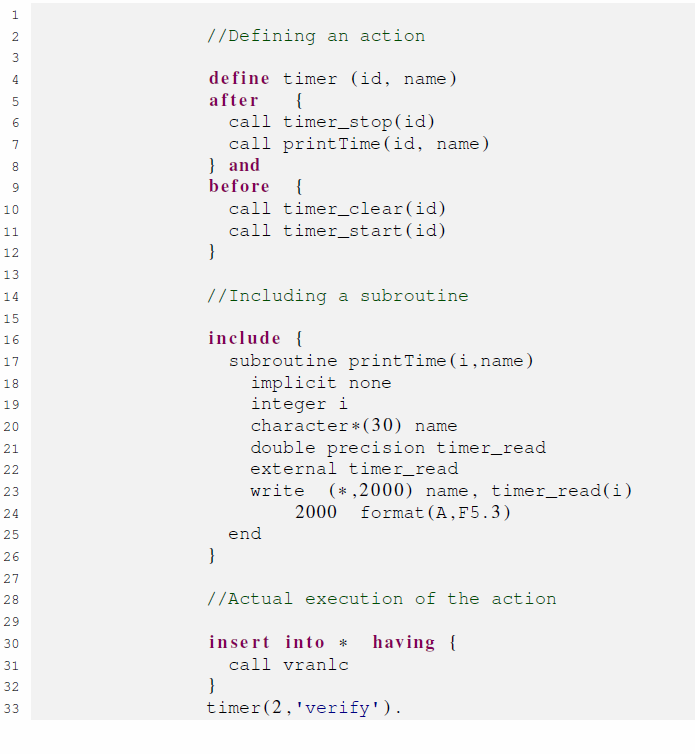 1
2 //Defining an action
3
4 define timer (id, name)
5 after {
6 call timer_stop(id)
7 call printTime(id, name)
8 } and
9 before {
10 call timer_clear(id)
11 call timer_start(id)
12 }
13
14 //Including a subroutine
15
16 include {
17 subroutine printTime(i,name)
18 implicit none
19 integer i
20 character*(30) name
21 double precision timer_read
22 external timer_read
23 write (*,2000) name, timer_read(i)
24 2000 format(A,F5.3)
25 end
26 }
27
28 //Actual execution of the action
29
30 insert into * having {
31 call vranlc
32 }
33 timer(2,'verify').